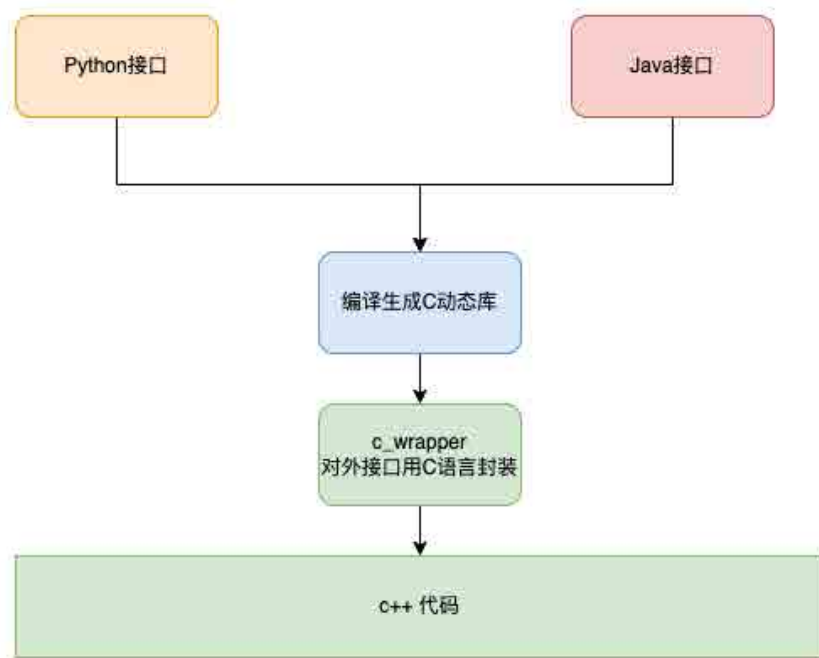 Python接口
Java接口
编译生成C动态库
c_wrapper
对外接口用C语言封装
c++ 代码